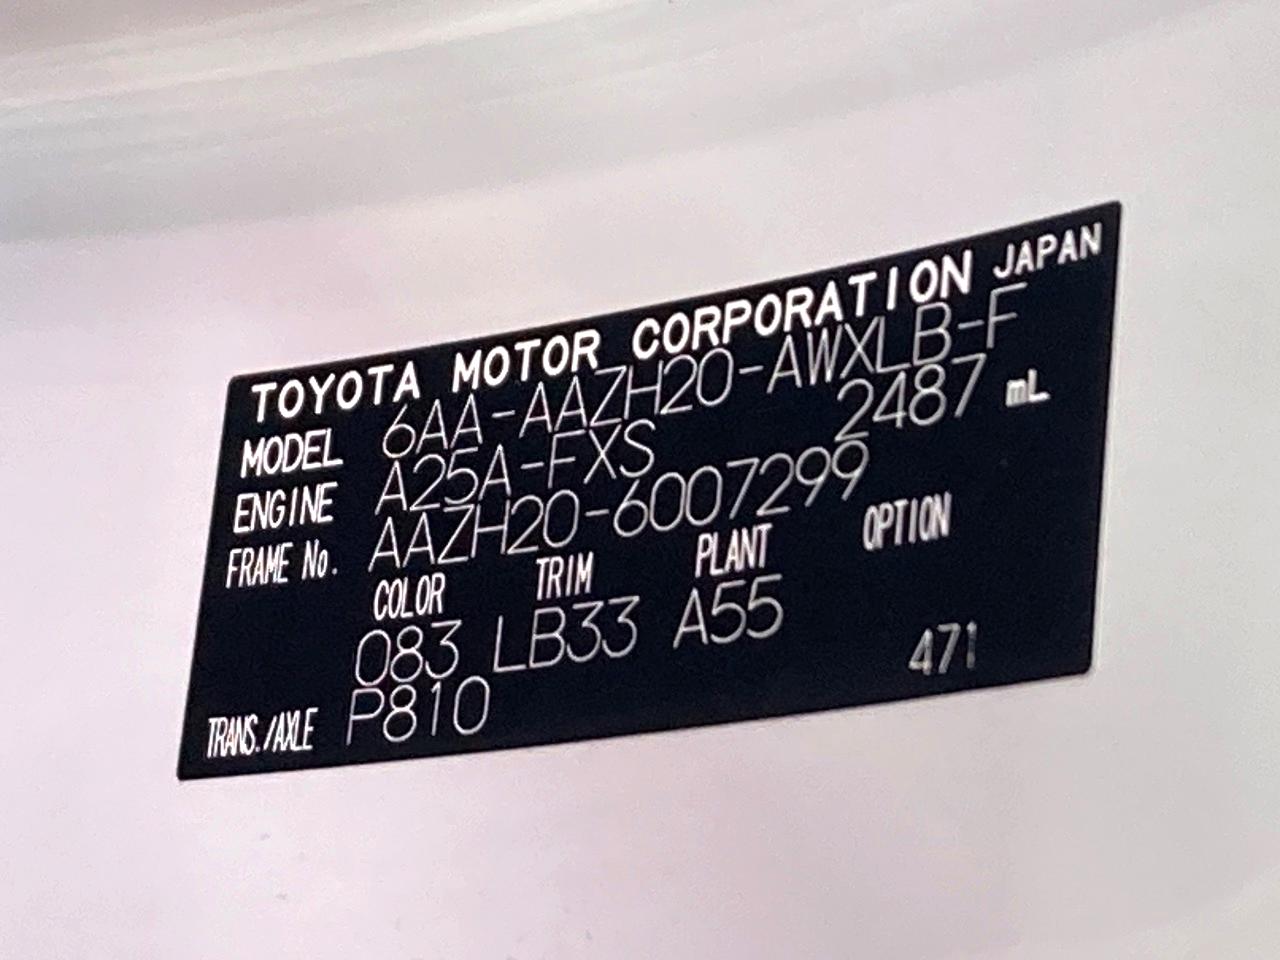 TOYOTA MOTOR CORPORATION JAPAN
MODEL 6AA-AAZH20-AWXLB-F
ENGINE A25A-FXS 2487 mL
FRAME No. AAZH20-6007299
COLOR TRIM PLANT OPTION
083 LB33 A55
TRANS./AXLE P810 471